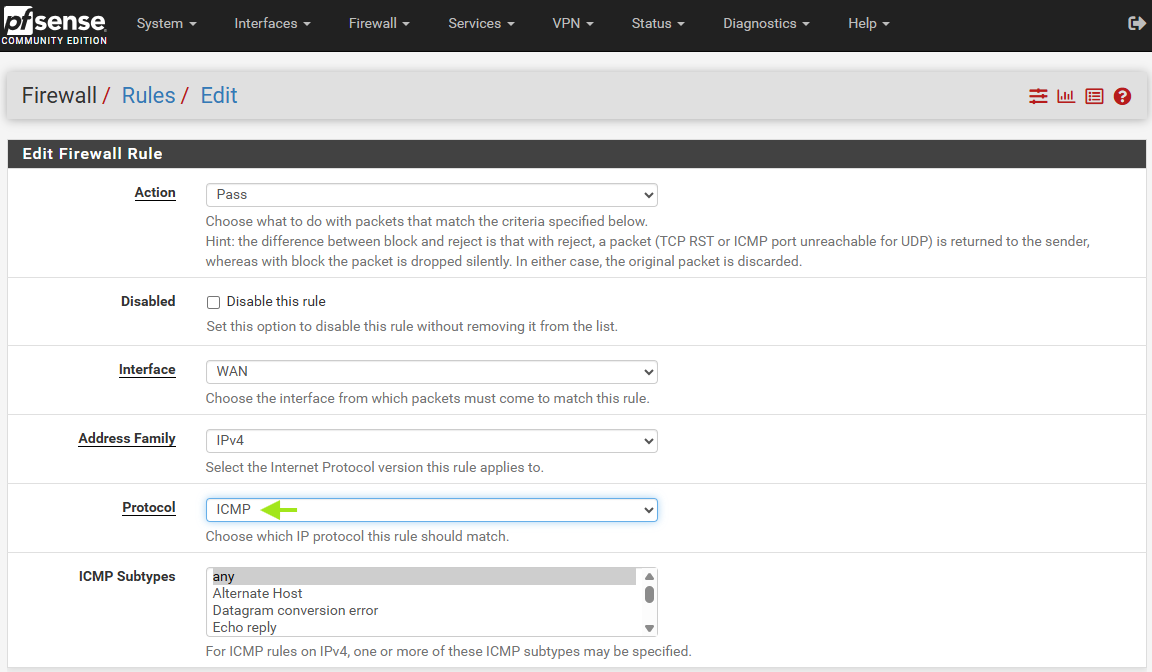 pfsense
COMMUNITY EDITION
System
Interfaces
Firewall
Services
VPN
Status
Diagnostics
Help
Firewall / Rules / Edit
Edit Firewall Rule
Action
Pass
Choose what to do with packets that match the criteria specified below.
Hint: the difference between block and reject is that with reject, a packet (TCP RST or ICMP port unreachable for UDP) is returned to the sender,
whereas with block the packet is dropped silently. In either case, the original packet is discarded.
Disabled
Disable this rule
Set this option to disable this rule without removing it from the list.
Interface
WAN
Choose the interface from which packets must come to match this rule.
Address Family
IPv4
Select the Internet Protocol version this rule applies to.
Protocol
ICMP
Choose which IP protocol this rule should match.
ICMP Subtypes
any
Alternate Host
Datagram conversion error
Echo reply
For ICMP rules on IPv4, one or more of these ICMP subtypes may be specified.